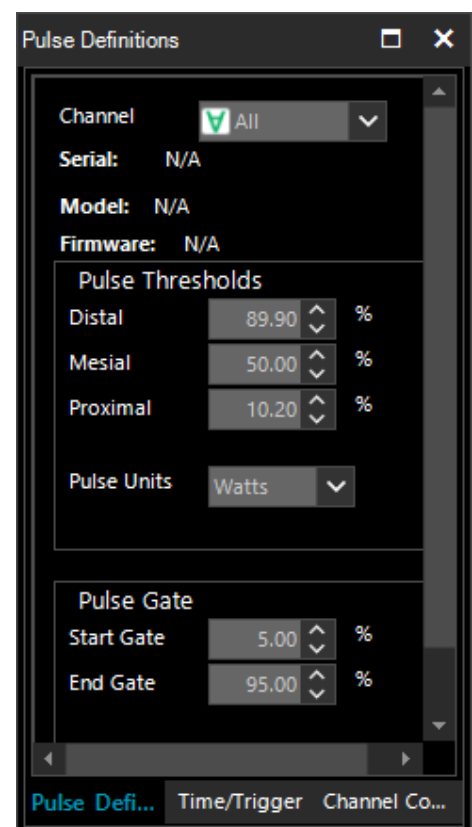 Pulse Definitions
Channel ∀ All
Serial: N/A
Model: N/A
Firmware: N/A
Pulse Thresholds
Distal 89.90 %
Mesial 50.00 %
Proximal 10.20 %
Pulse Units Watts
Pulse Gate
Start Gate 5.00 %
End Gate 95.00 %
Pulse Defi... Time/Trigger Channel Co...